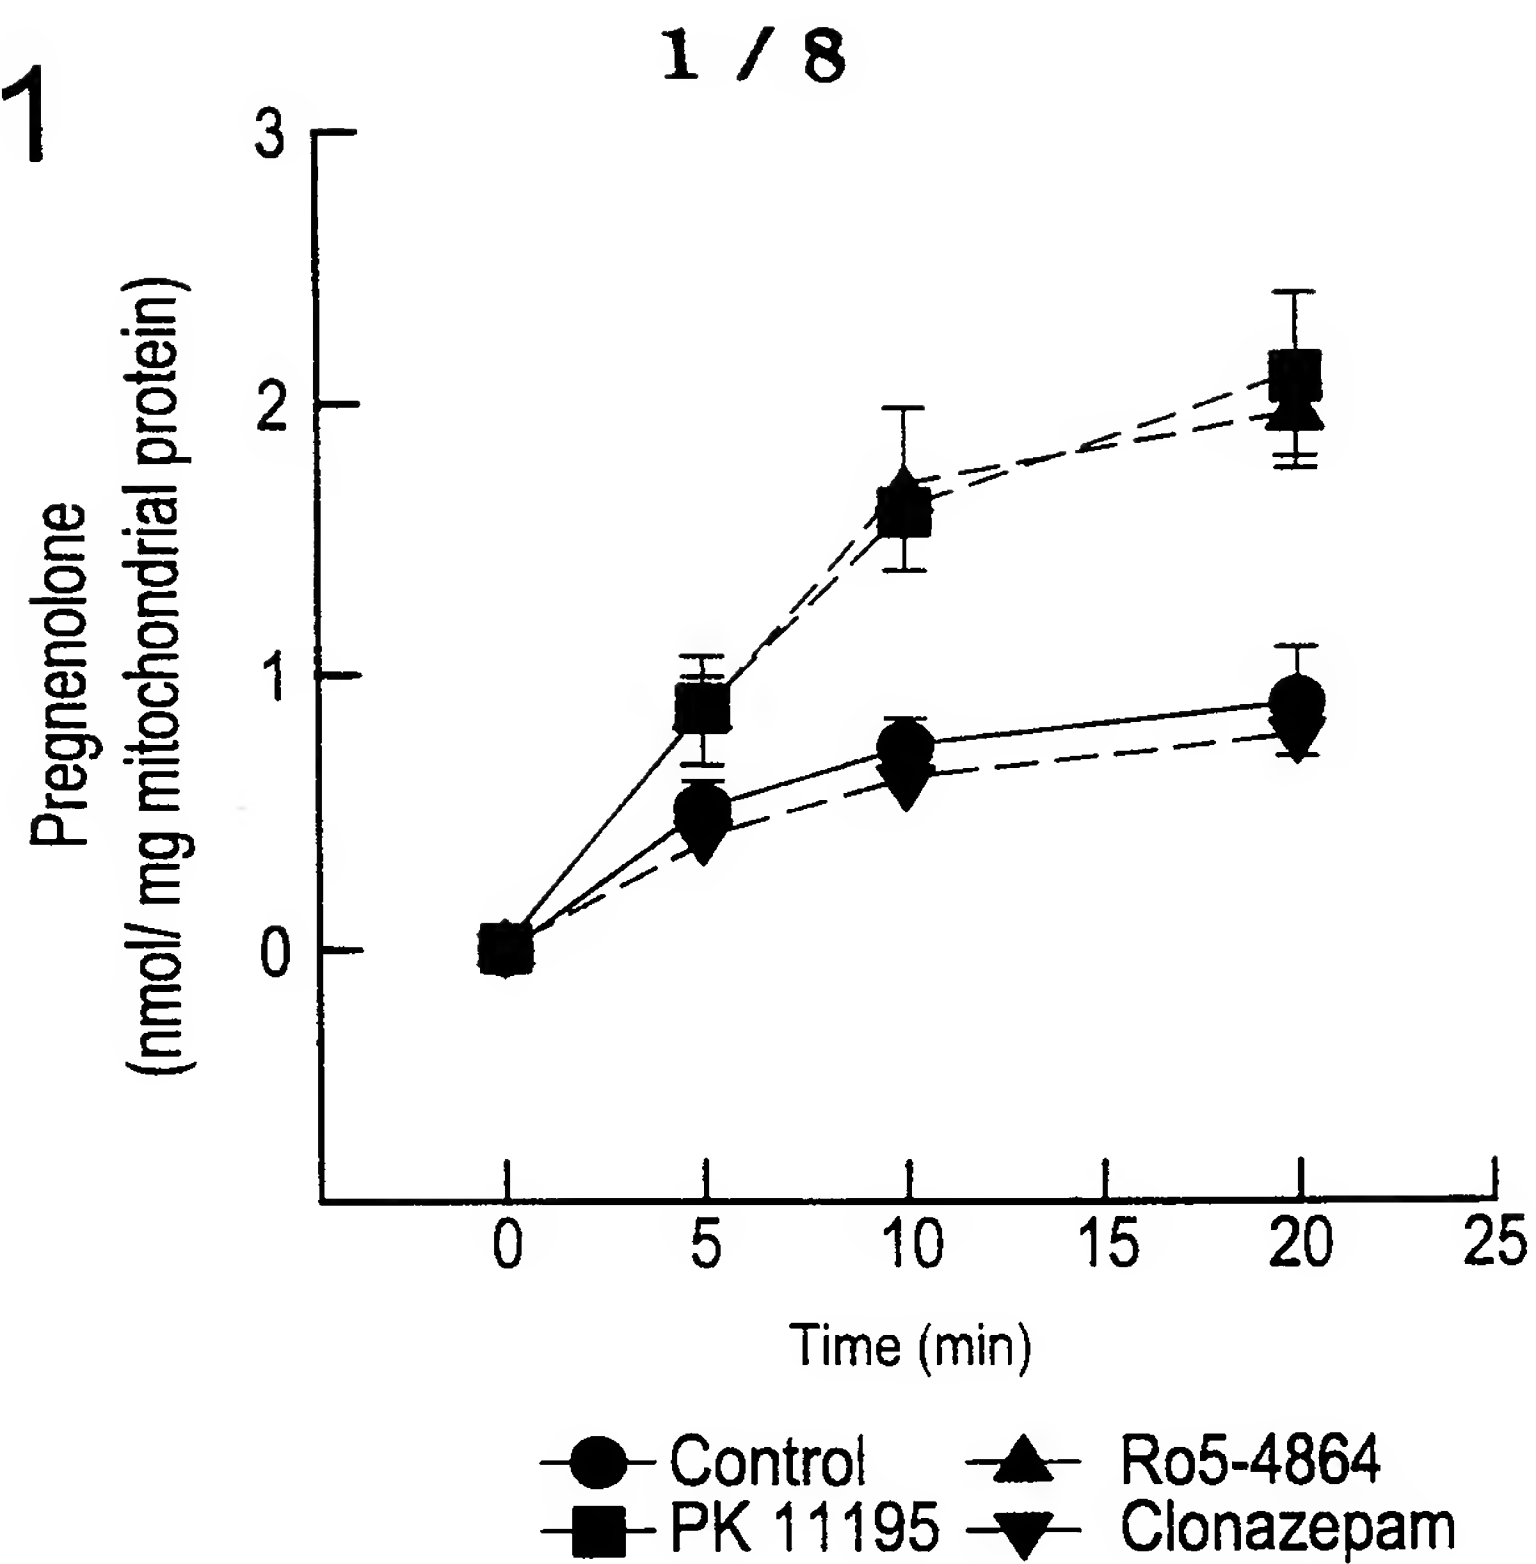 1 / 8
1
3
2
1
0
Pregnenolone
(nmol/ mg mitochondrial protein)
0 5 10 15 20 25
Time (min)
Control Ro5-4864
PK 11195 Clonazepam